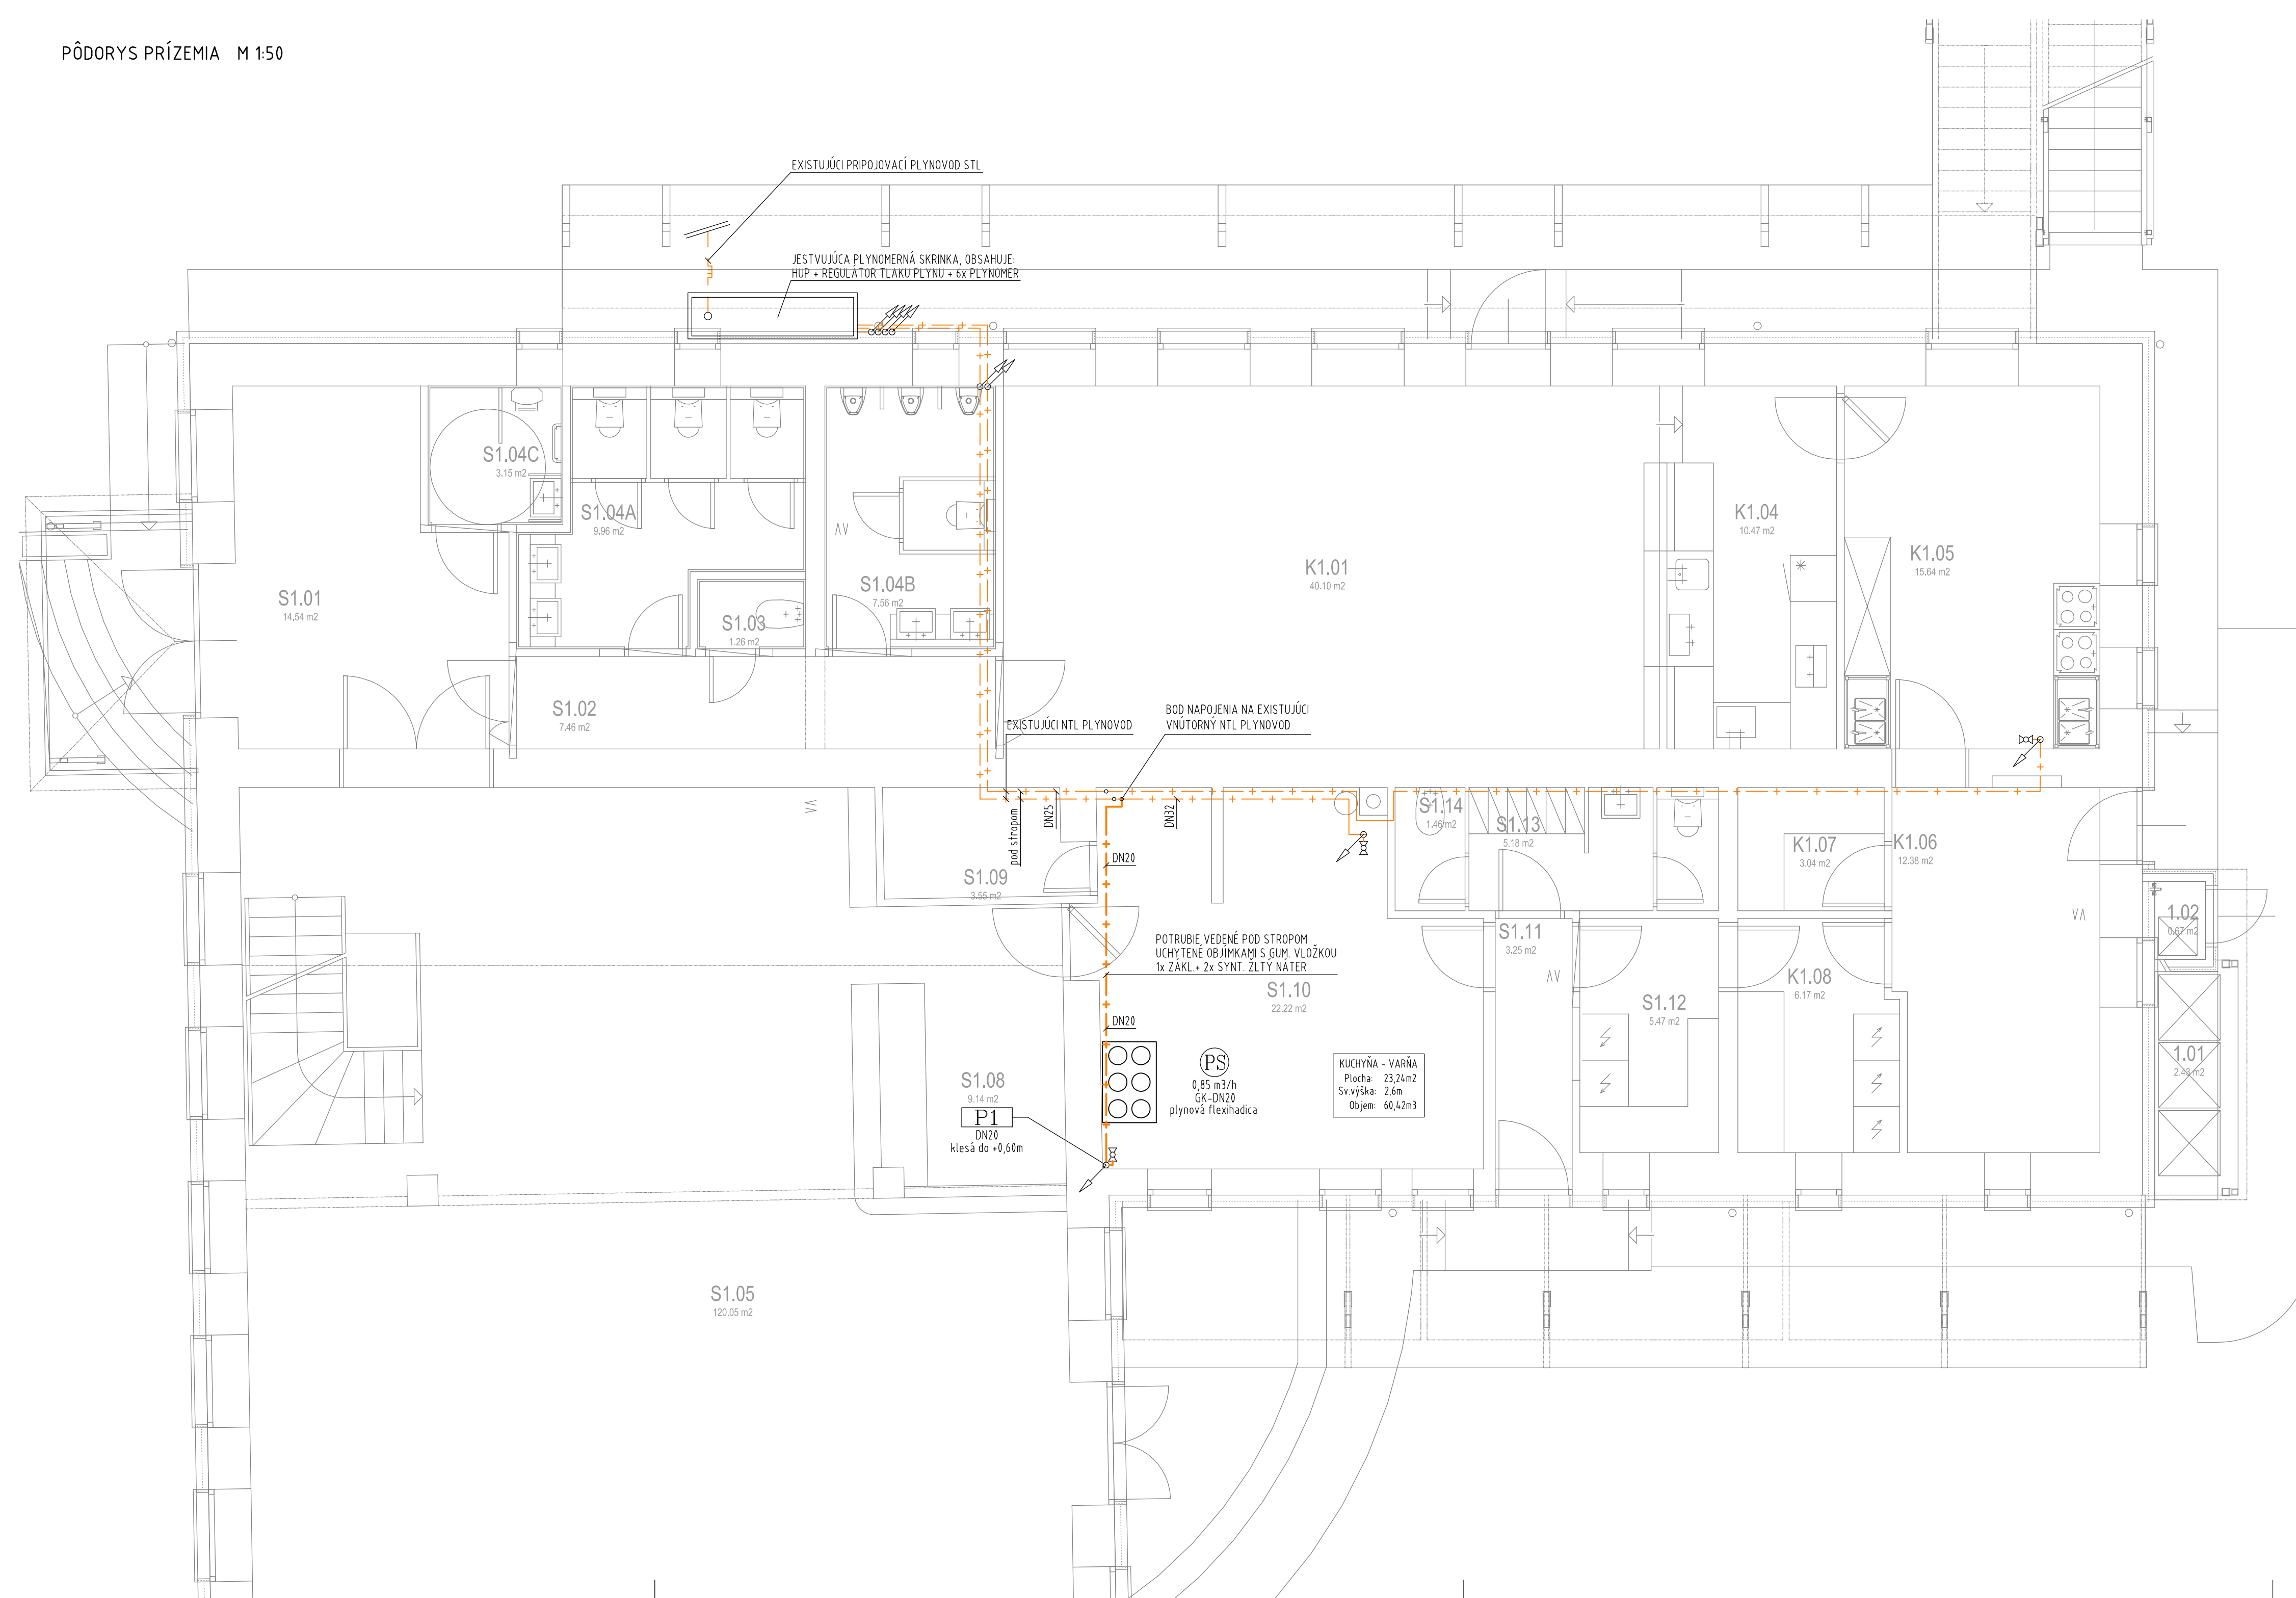 PÔDORYS PRÍZEMIA   M 1:50
EXISTUJÚCI PRIPOJOVACÍ PLYNOVOD STL
JESTVUJÚCA PLYNOMERNÁ SKRINKA, OBSAHUJE:
HUP + REGULÁTOR TLAKU PLYNU + 6x PLYNOMER
S1.04C
3.15 m2
S1.04A
9.96 m2
S1.04B
7.56 m2
S1.03
1.26 m2
S1.01
14.54 m2
S1.02
7.46 m2
K1.01
40.10 m2
K1.04
10.47 m2
K1.05
15.64 m2
EXISTUJÚCI NTL PLYNOVOD
BOD NAPOJENIA NA EXISTUJÚCI
VNÚTORNÝ NTL PLYNOVOD
pod stropom
DN25
DN32
DN20
S1.14
1.46 m2
S1.13
5.18 m2
K1.07
3.04 m2
K1.06
12.38 m2
S1.09
3.55 m2
S1.11
3.25 m2
1.02
0.67 m2
POTRUBIE VEDENÉ POD STROPOM
UCHYTENÉ OBJÍMKAMI S GUM. VLOŽKOU
1x ZÁKL.+ 2x SYNT. ŽLTÝ NÁTER
S1.10
22.22 m2
S1.12
5.47 m2
K1.08
6.17 m2
DN20
1.01
2.43 m2
PS
0,85 m3/h
GK-DN20
plynová flexihadica
KUCHYŇA - VARŇA
Plocha: 23,24m2
Sv.výška: 2,6m
Objem: 60,42m3
S1.08
9.14 m2
P1
DN20
klesá do +0,60m
S1.05
120.05 m2